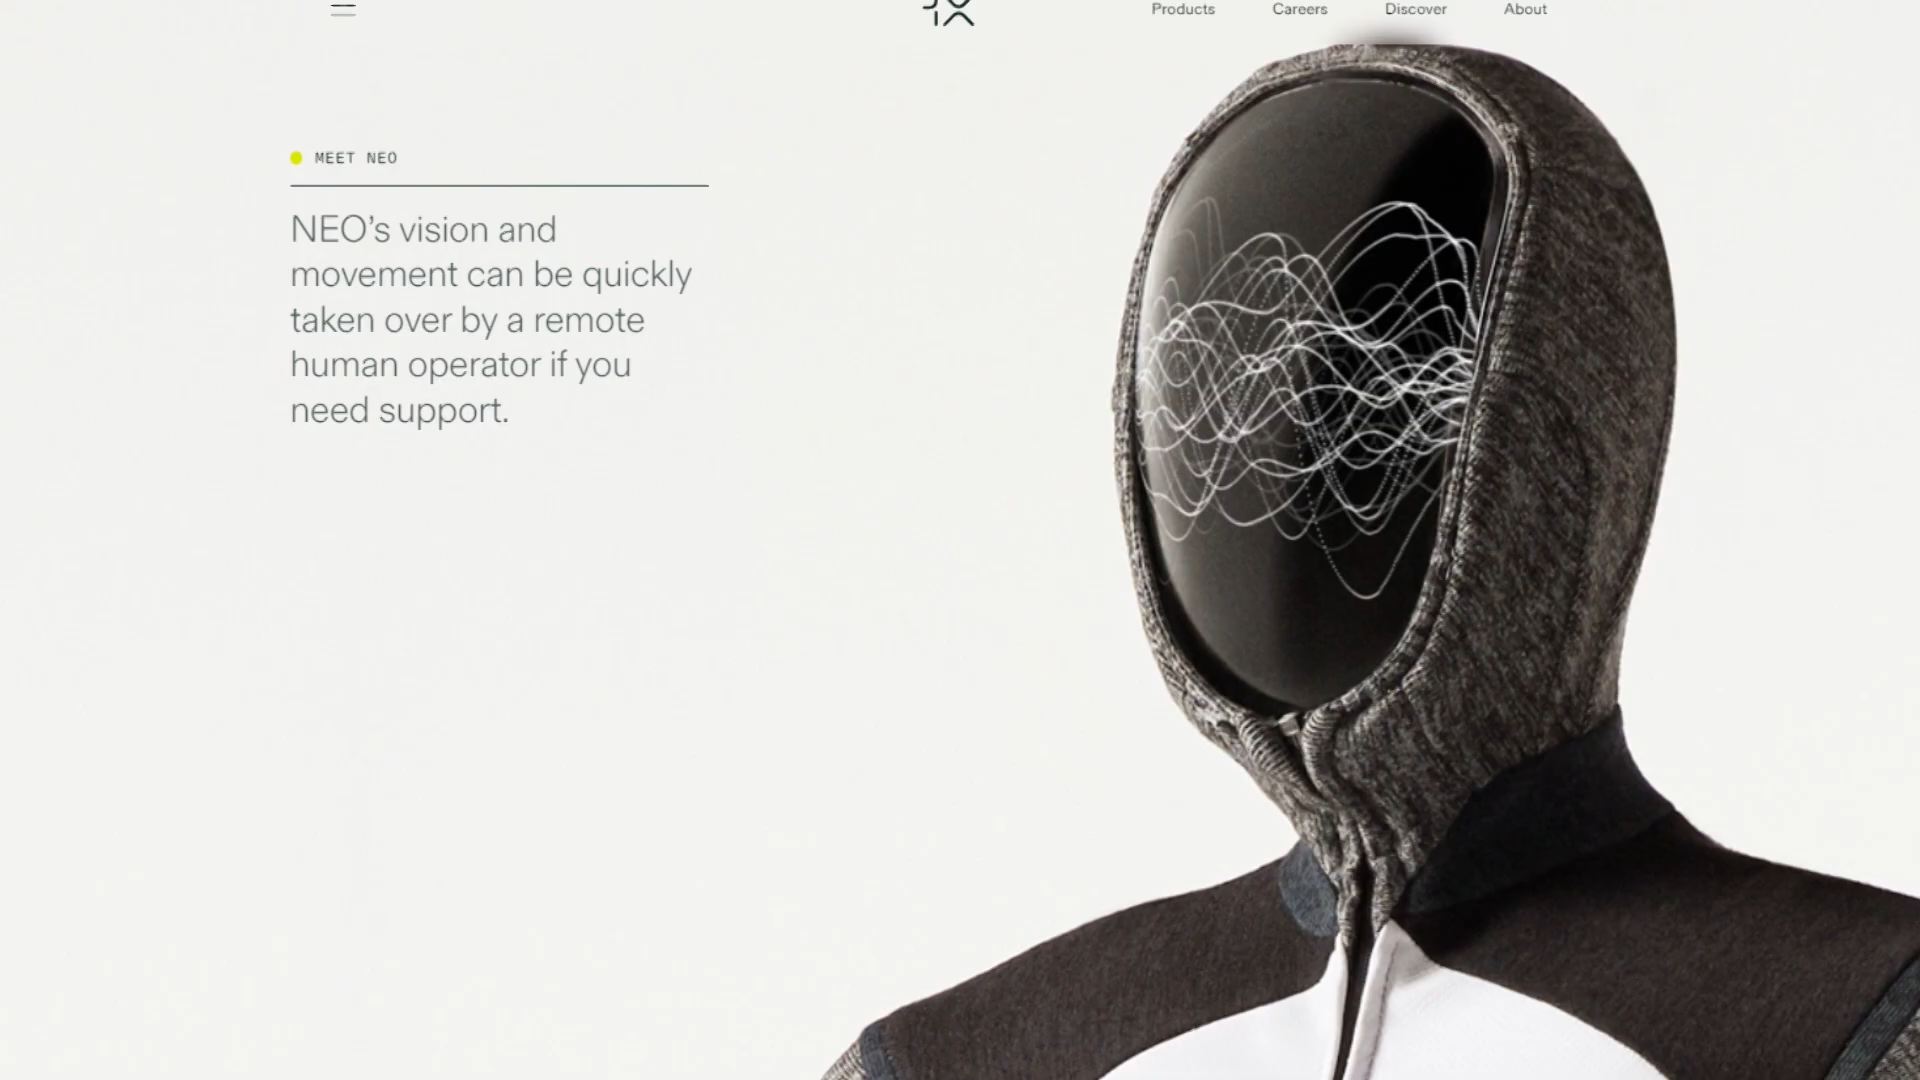 Products Careers Discover About
MEET NEO
NEO’s vision and
movement can be quickly
taken over by a remote
human operator if you
need support.